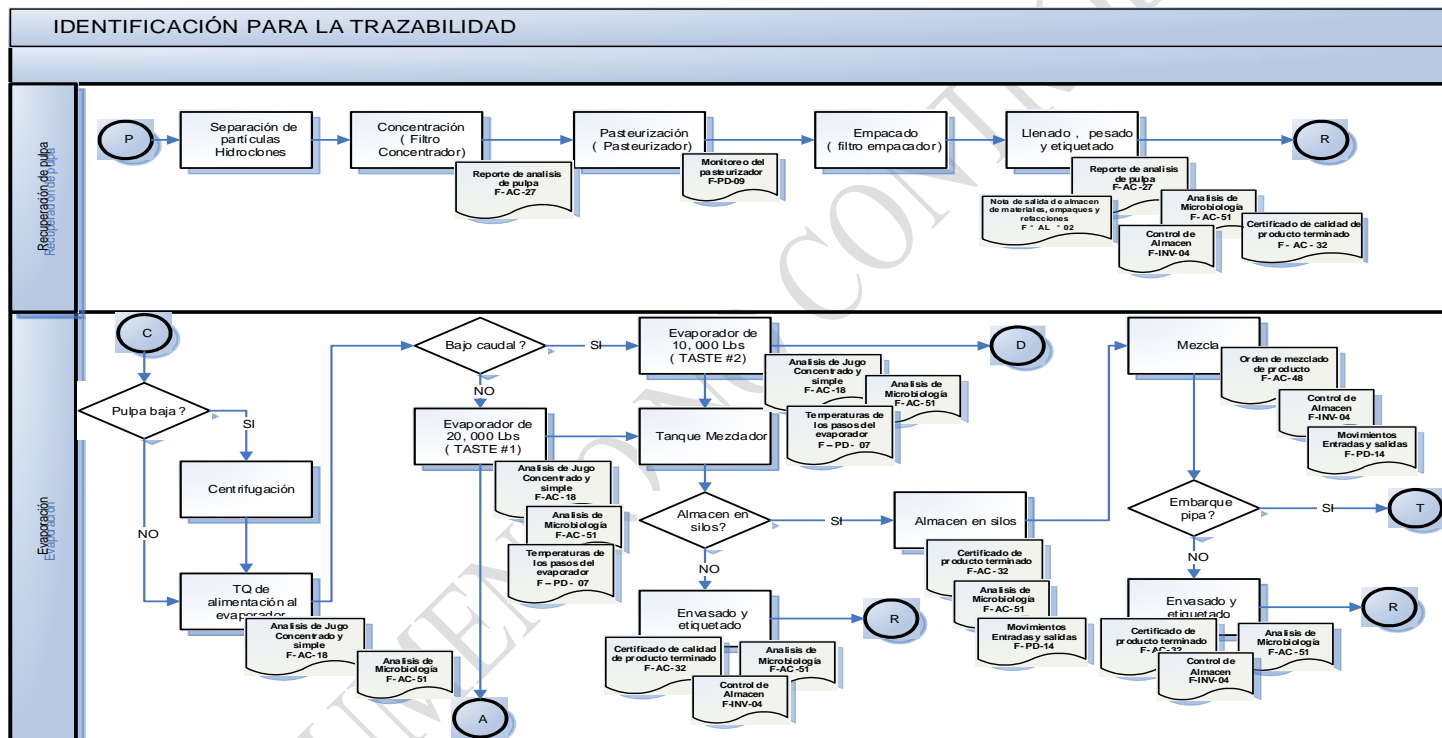 IDENTIFICACIÓN PARA LA TRAZABILIDAD
Recuperación de pulpa
P
Separación de
partículas
Hidroclones
Concentración
( Filtro
Concentrador)
Reporte de analisis
de pulpa
F-AC-27
Pasteurización
( Pasteurizador)
Monitoreo del
pasteurizador
F-PD-09
Empacado
( filtro empacador)
Llenado , pesado
y etiquetado
Reporte de analisis
de pulpa
F-AC-27
Nota de salida de almacen
de materiales, empaques y
refacciones
F - AL - 02
Analisis de
Microbiología
F-AC-51
Control de
Almacen
F-INV-04
Certificado de calidad de
producto terminado
F - AC - 32
R
Evaporación
C
Pulpa baja ?
SI
NO
Centrifugación
TQ de
alimentación al
evaporador
Analisis de Jugo
Concentrado y
simple
F-AC-18
Analisis de
Microbiología
F-AC-51
Bajo caudal ?
SI
NO
Evaporador de
20, 000 Lbs
( TASTE #1)
Analisis de Jugo
Concentrado y
simple
F-AC-18
Analisis de
Microbiología
F-AC-51
Temperaturas de
los pasos del
evaporador
F – PD - 07
A
Evaporador de
10, 000 Lbs
( TASTE #2)
Analisis de Jugo
Concentrado y
simple
F-AC-18
Analisis de
Microbiología
F-AC-51
Temperaturas de
los pasos del
evaporador
F – PD - 07
D
Tanque Mezclador
Almacen en
silos?
SI
NO
Envasado y
etiquetado
Certificado de calidad
de producto terminado
F-AC-32
Analisis de
Microbiología
F-AC-51
Control de
Almacen
F-INV-04
R
Almacen en silos
Certificado de
producto terminado
F-AC-32
Analisis de
Microbiología
F-AC-51
Movimientos
Entradas y salidas
F-PD-14
Mezcla
Orden de mezclado
de producto
F-AC-48
Control de
Almacen
F-INV-04
Movimientos
Entradas y salidas
F-PD-14
Embarque
pipa?
SI
T
NO
Envasado y
etiquetado
Certificado de
producto terminado
F-AC-32
Analisis de
Microbiología
F-AC-51
Control de
Almacen
F-INV-04
R